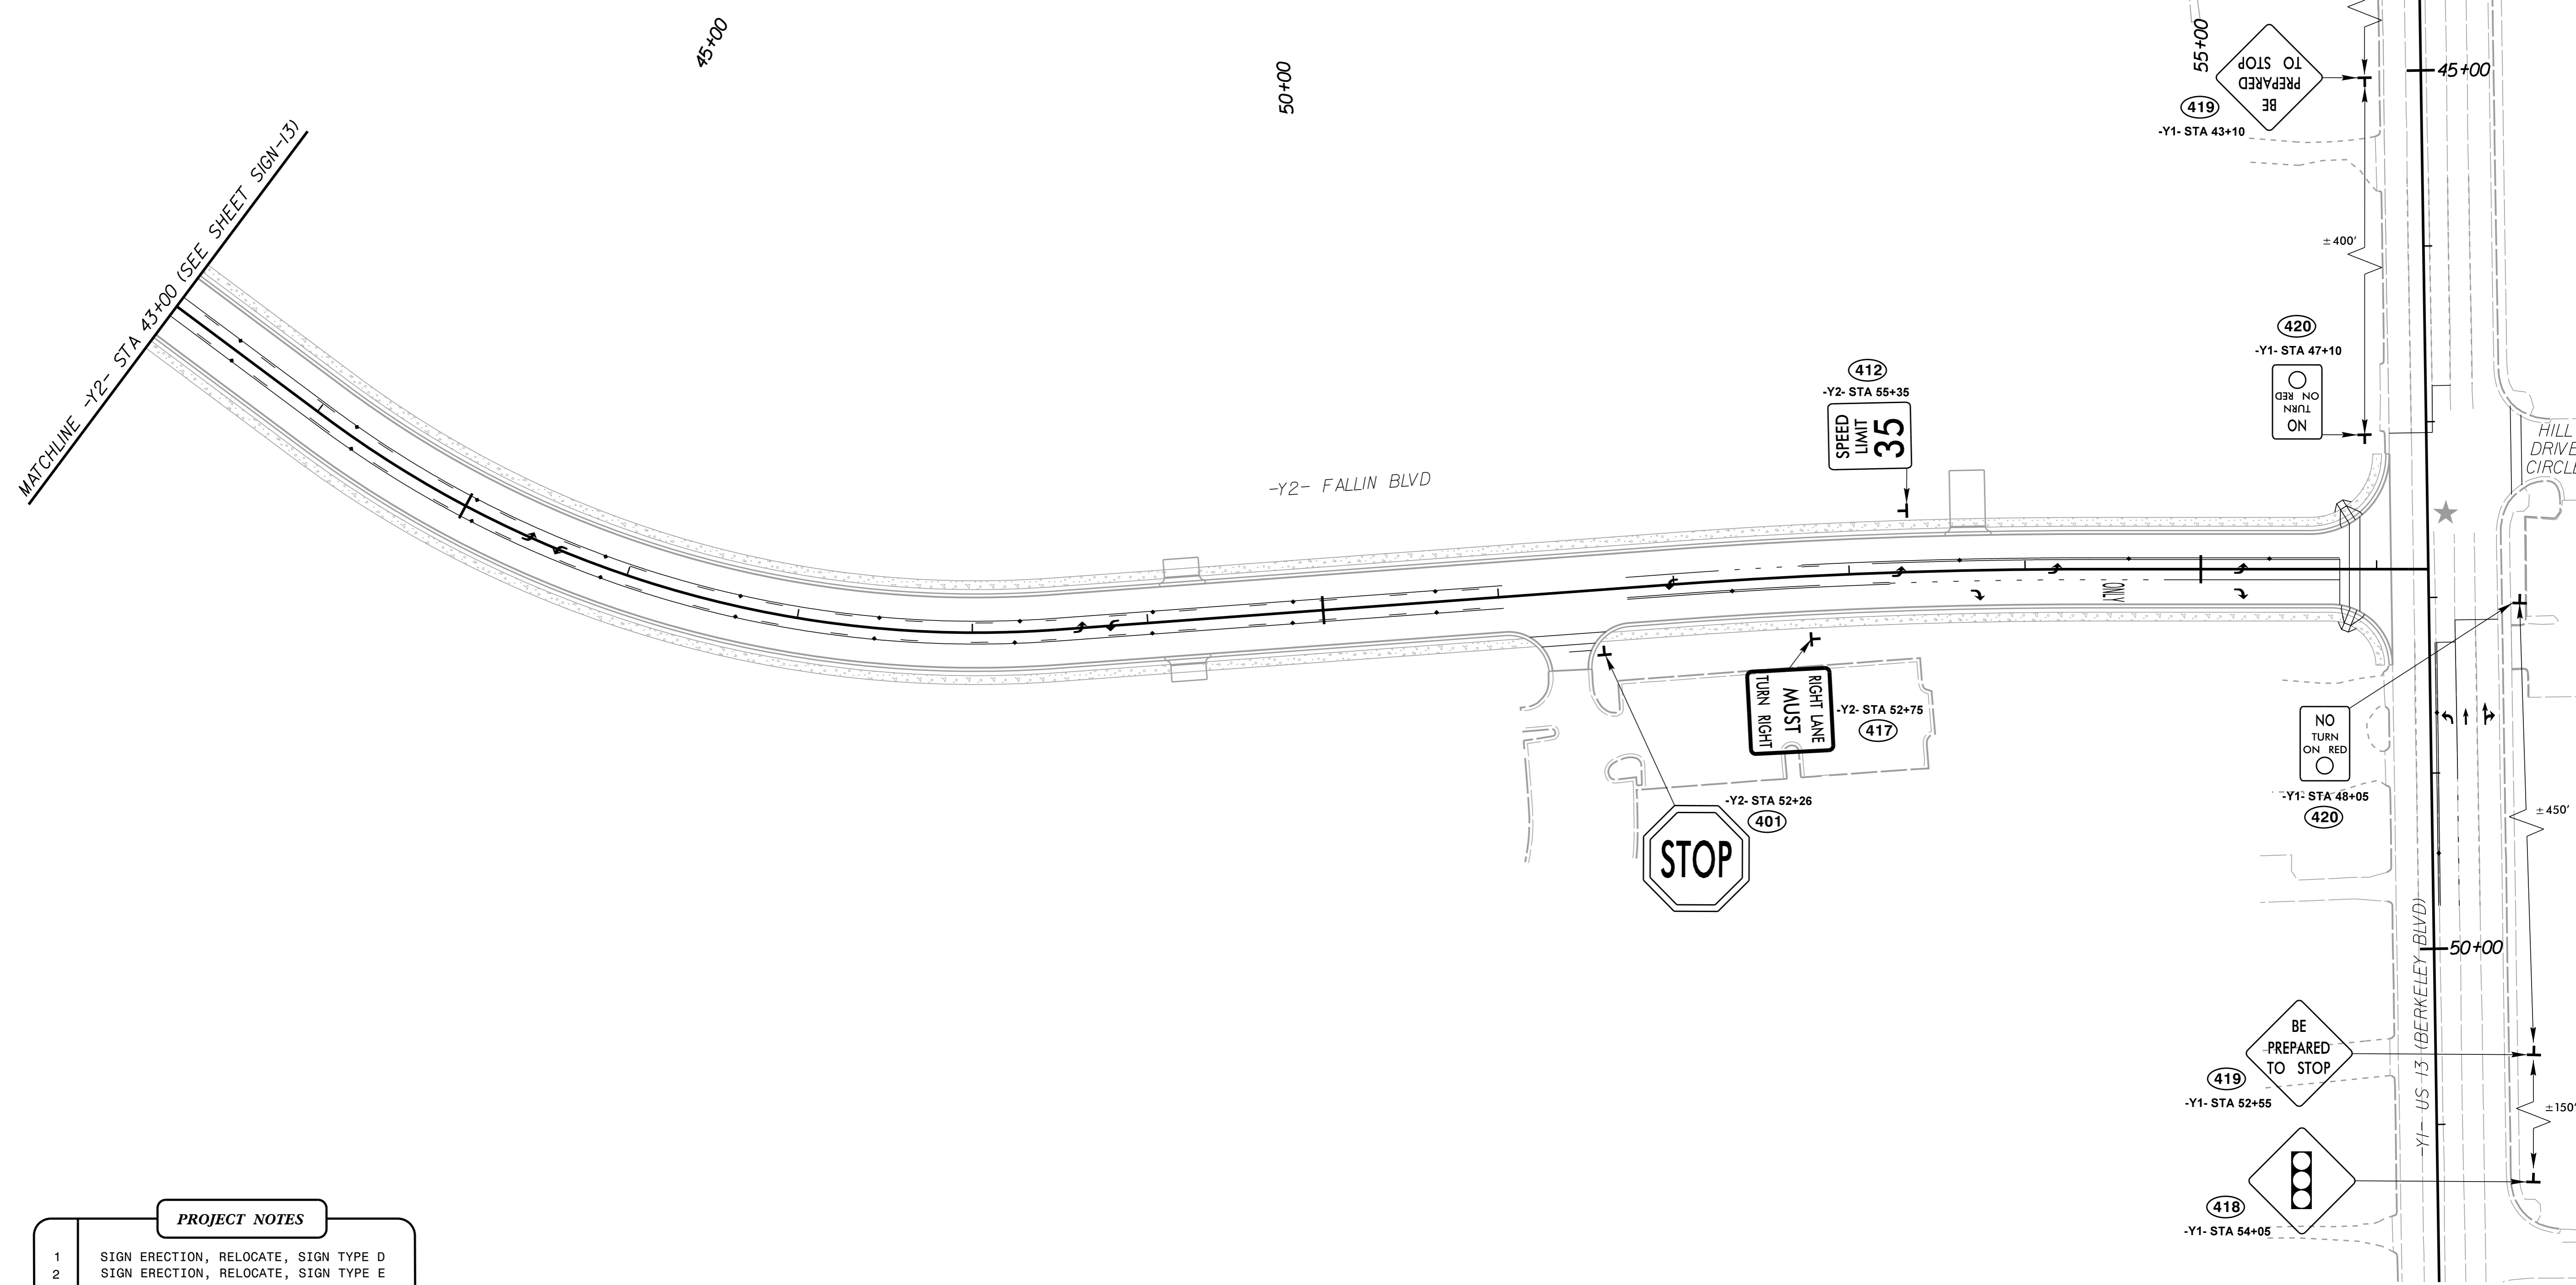 45+00
50+00
55+00
BE
PREPARED
TO STOP
419
-Y1- STA 43+10
45+00
MATCHLINE -Y2- STA 43+00 (SEE SHEET SIGN-13)
±400'
420
-Y1- STA 47+10
NO
TURN
ON RED
412
-Y2- STA 55+35
SPEED
LIMIT
35
HILL
DRIVE
CIRCLE
-Y2- FALLIN BLVD
ONLY
RIGHT LANE
MUST
TURN RIGHT
-Y2- STA 52+75
417
NO
TURN
ON RED
-Y1- STA 48+05
420
-Y2- STA 52+26
401
STOP
±450'
50+00
-Y1- US 13 (BERKELEY BLVD)
BE
PREPARED
TO STOP
419
-Y1- STA 52+55
±150'
418
-Y1- STA 54+05
PROJECT NOTES
1 SIGN ERECTION, RELOCATE, SIGN TYPE D
2 SIGN ERECTION, RELOCATE, SIGN TYPE E